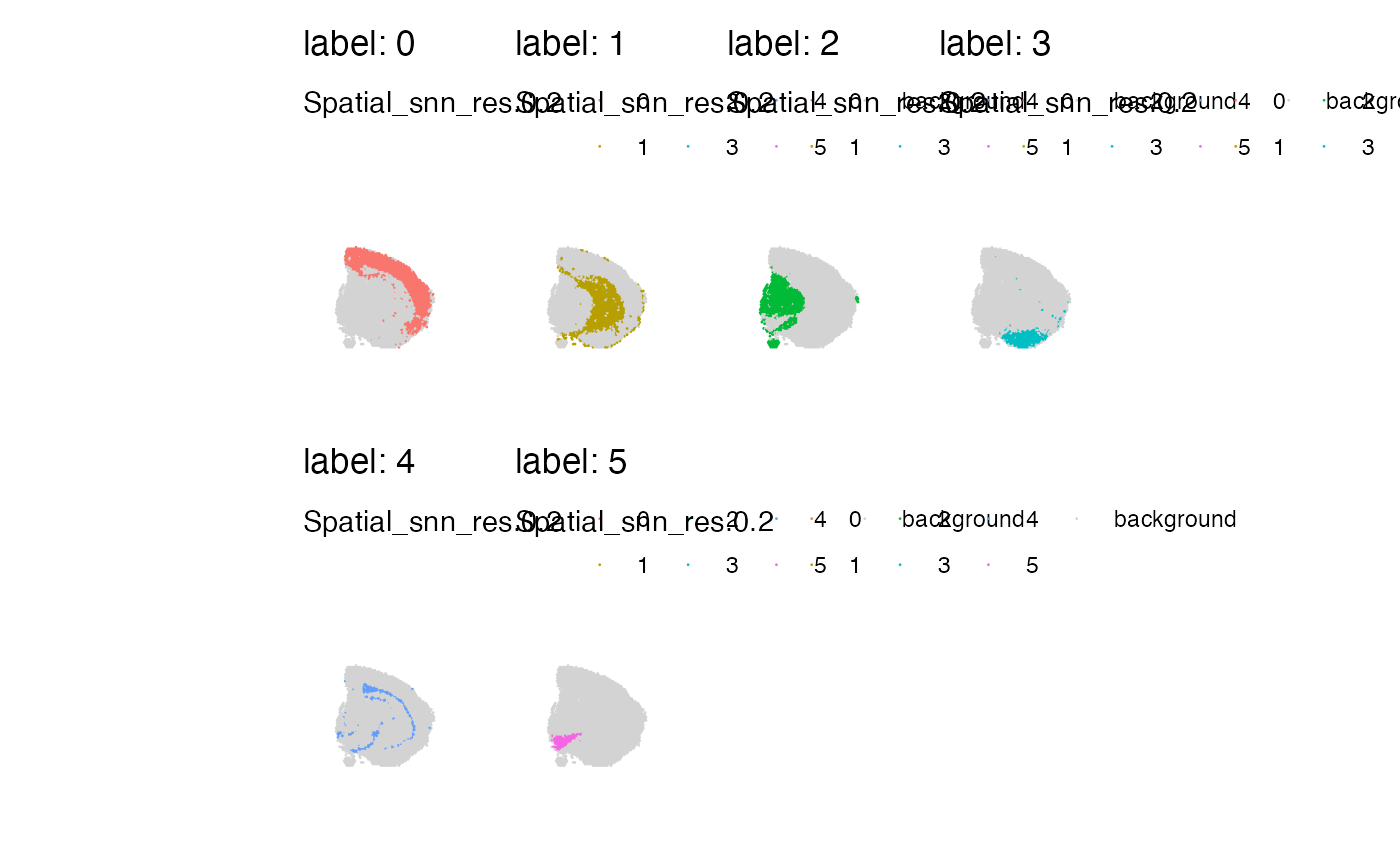 label: 0 label: 1 label: 2 label: 3
Spatial_snn_res.0.2 0 2 4 background Spatial_snn_res.0.2 0 2 4 background Spatial_snn_res.0.2 0 2 4 background Spatial_snn_res.0.2 0 2
1 3 5 1 3 5 1 3 5 1 3
label: 4 label: 5
Spatial_snn_res.0.2 0 2 4 background Spatial_snn_res.0.2 0 2 4 background
1 3 5 1 3 5